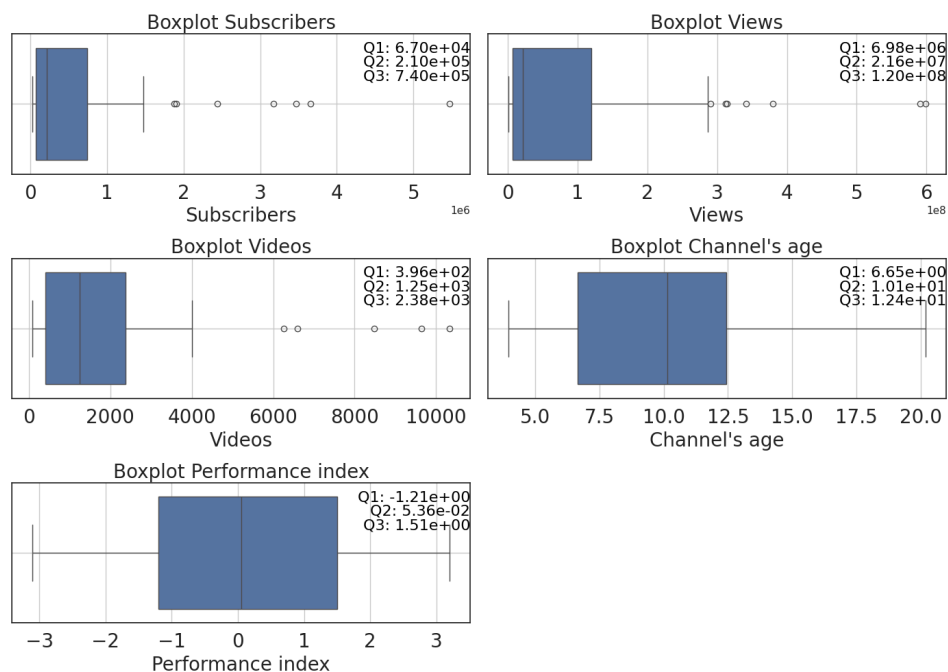 Boxplot Subscribers
Q1: 6.70e+04
Q2: 2.10e+05
Q3: 7.40e+05
0 1 2 3 4 5
1e6
Subscribers
Boxplot Views
Q1: 6.98e+06
Q2: 2.16e+07
Q3: 1.20e+08
0 1 2 3 4 5 6
1e8
Views
Boxplot Videos
Q1: 3.96e+02
Q2: 1.25e+03
Q3: 2.38e+03
0 2000 4000 6000 8000 10000
Videos
Boxplot Channel's age
Q1: 6.65e+00
Q2: 1.01e+01
Q3: 1.24e+01
5.0 7.5 10.0 12.5 15.0 17.5 20.0
Channel's age
Boxplot Performance index
Q1: -1.21e+00
Q2: 5.36e-02
Q3: 1.51e+00
−3 −2 −1 0 1 2 3
Performance index